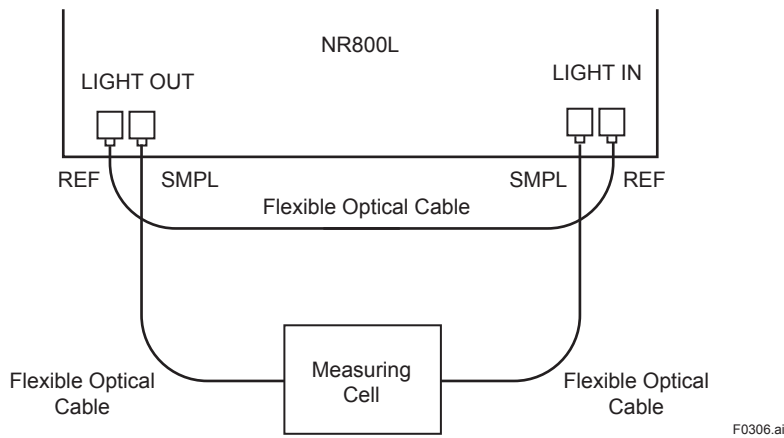 NR800L
LIGHT OUT
LIGHT IN
REF
SMPL
SMPL
REF
Flexible Optical Cable
Measuring
Cell
Flexible Optical
Cable
Flexible Optical
Cable
F0306.ai